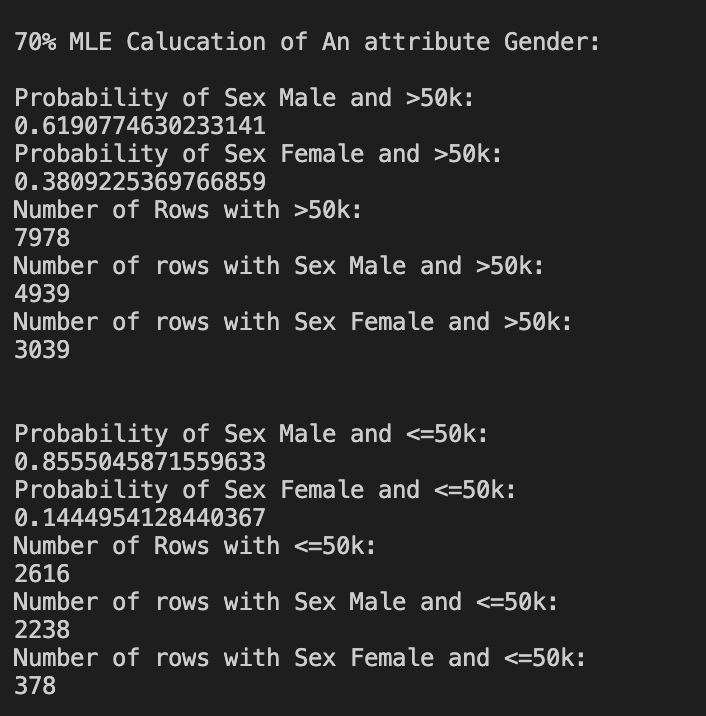 70% MLE Calucation of An attribute Gender:
Probability of Sex Male and >50k:
0.6190774630233141
Probability of Sex Female and >50k:
0.3809225369766859
Number of Rows with >50k:
7978
Number of rows with Sex Male and >50k:
4939
Number of rows with Sex Female and >50k:
3039
Probability of Sex Male and <=50k:
0.8555045871559633
Probability of Sex Female and <=50k:
0.1444954128440367
Number of Rows with <=50k:
2616
Number of rows with Sex Male and <=50k:
2238
Number of rows with Sex Female and <=50k:
378